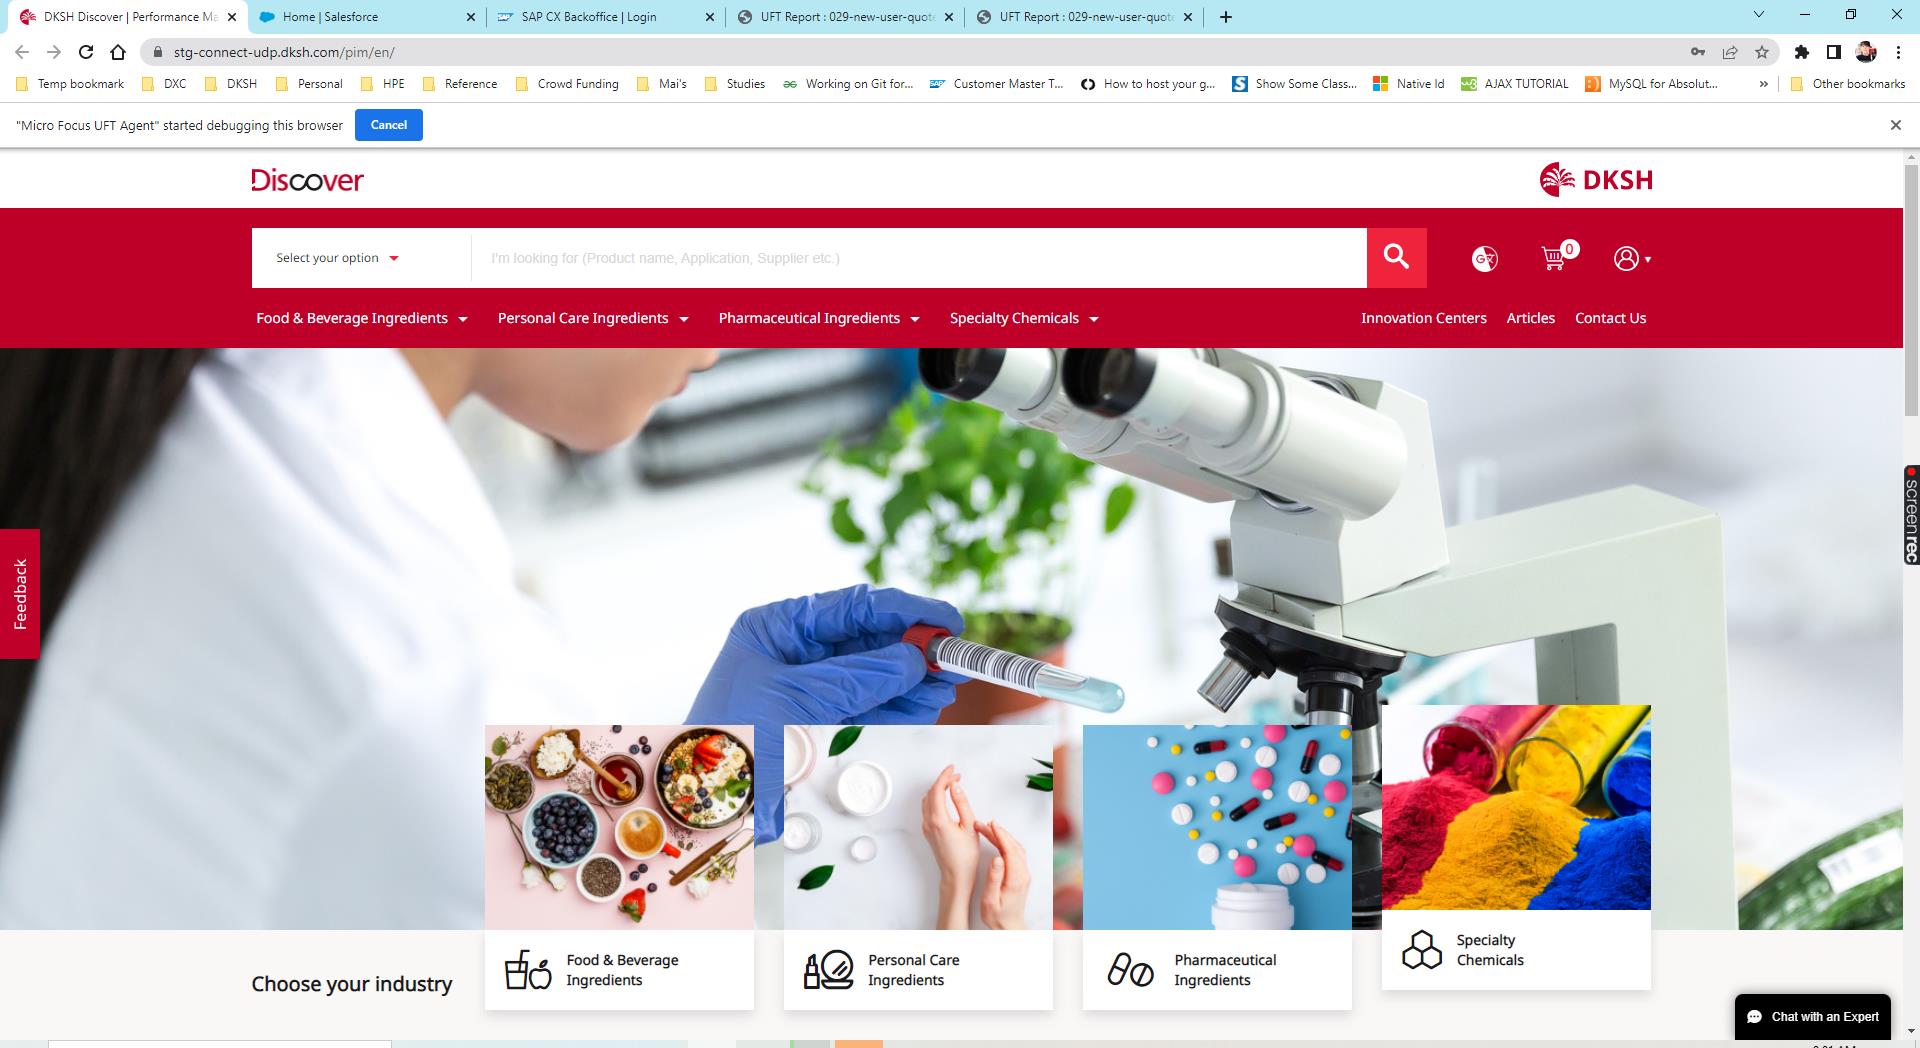 DKSH Discover | Performance Ma
Home | Salesforce
SAP CX Backoffice | Login
UFT Report : 029-new-user-quote
UFT Report : 029-new-user-quote
stg-connect-udp.dksh.com/pim/en/
Temp bookmark
DXC
DKSH
Personal
HPE
Reference
Crowd Funding
Mai's
Studies
Working on Git for...
Customer Master T...
How to host your g...
Show Some Class...
Native Id
AJAX TUTORIAL
MySQL for Absolut...
»
Other bookmarks
"Micro Focus UFT Agent" started debugging this browser
Cancel
Discover
DKSH
Select your option
I'm looking for (Product name, Application, Supplier etc.)
0
Food & Beverage Ingredients
Personal Care Ingredients
Pharmaceutical Ingredients
Specialty Chemicals
Innovation Centers
Articles
Contact Us
screenrec
Feedback
Choose your industry
Food & Beverage
Ingredients
Personal Care
Ingredients
Pharmaceutical
Ingredients
Specialty
Chemicals
Chat with an Expert